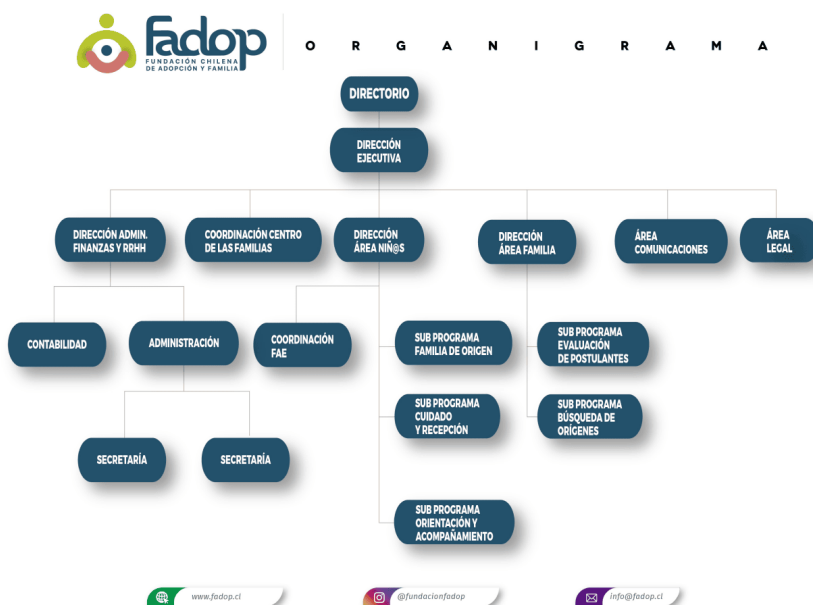 fadop
FUNDACIÓN CHILENA
DE ADOPCIÓN Y FAMILIA
ORGANIGRAMA
DIRECTORIO
DIRECCIÓN
EJECUTIVA
DIRECCIÓN ADMIN.
FINANZAS Y RRHH
COORDINACIÓN CENTRO
DE LAS FAMILIAS
DIRECCIÓN
ÁREA NIÑ@S
DIRECCIÓN
ÁREA FAMILIA
ÁREA
COMUNICACIONES
ÁREA
LEGAL
CONTABILIDAD
ADMINISTRACIÓN
COORDINACIÓN
FAE
SUB PROGRAMA
FAMILIA DE ORIGEN
SUB PROGRAMA
EVALUACIÓN
DE POSTULANTES
SUB PROGRAMA
CUIDADO
Y RECEPCIÓN
SUB PROGRAMA
BÚSQUEDA DE
ORÍGENES
SECRETARÍA
SECRETARÍA
SUB PROGRAMA
ORIENTACIÓN Y
ACOMPAÑAMIENTO
www.fadop.cl
@fundacionfadop
info@fadop.cl